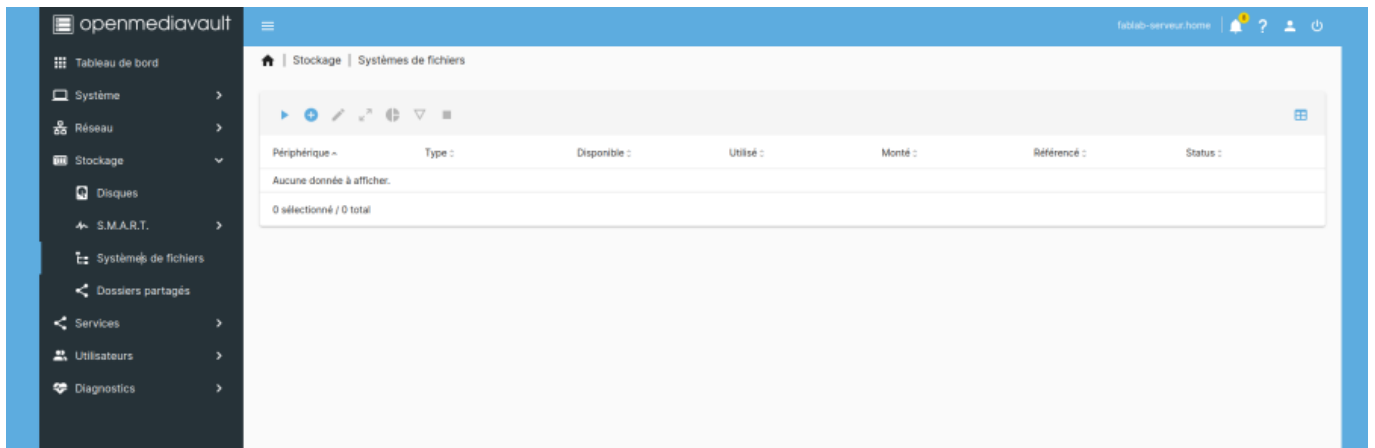 openmediavault
fablab-serveur.home
Tableau de bord
Système
Réseau
Stockage
Disques
S.M.A.R.T.
Systèmes de fichiers
Dossiers partagés
Services
Utilisateurs
Diagnostics
| Stockage | Systèmes de fichiers
Périphérique Type Disponible Utilisé Monté Référencé Status
Aucune donnée à afficher.
0 sélectionné / 0 total